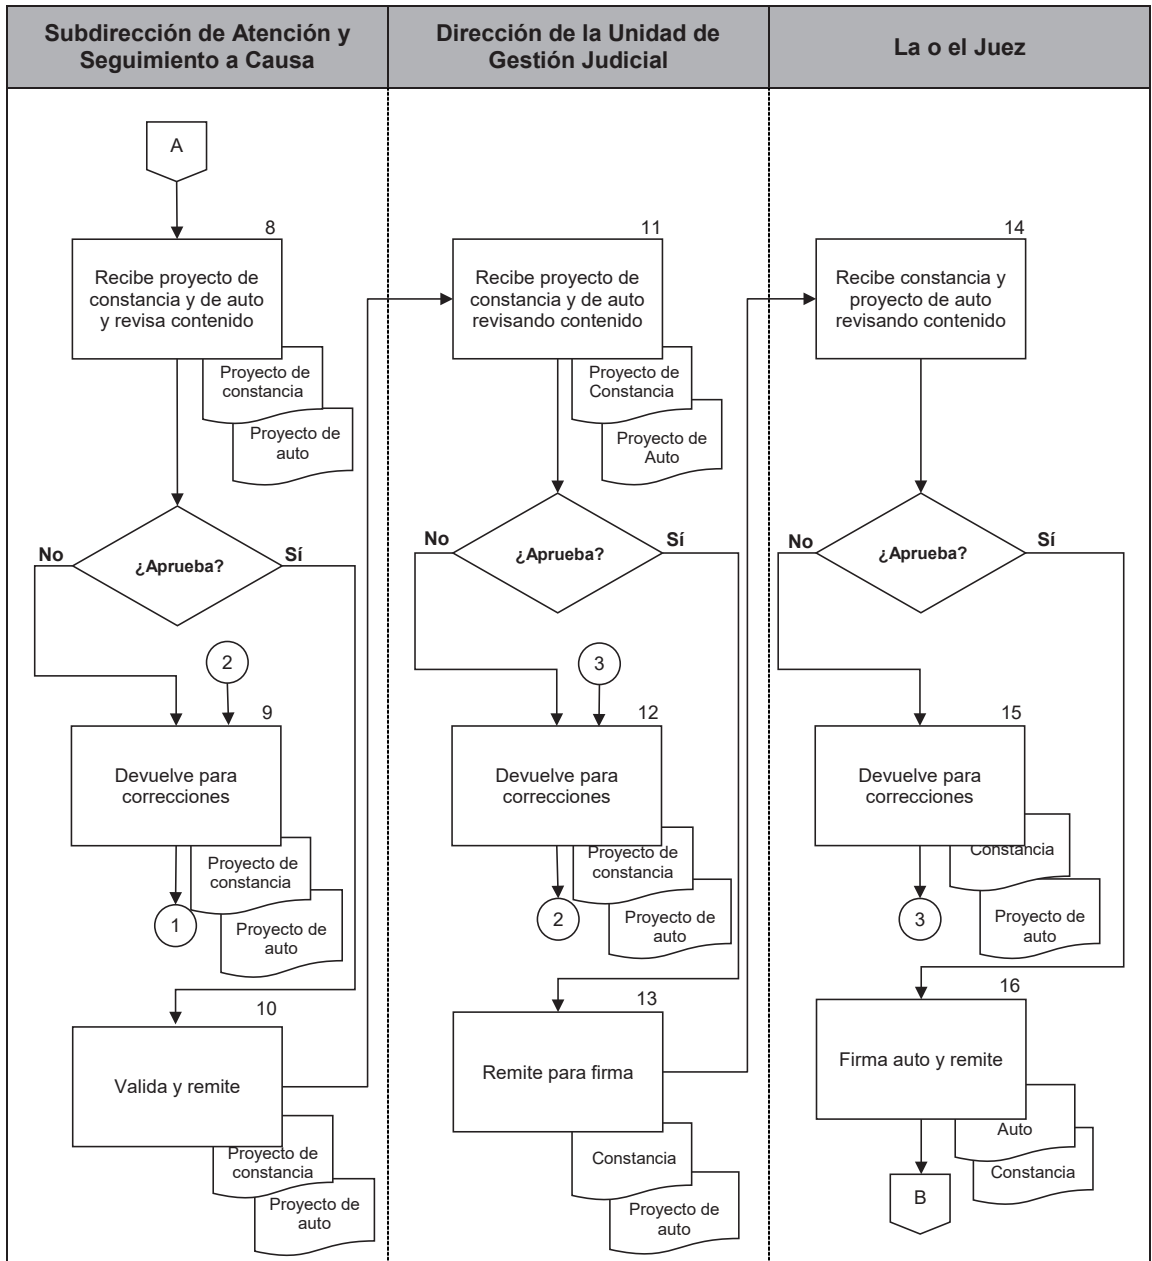 Subdirección de Atención y
Seguimiento a Causa
Dirección de la Unidad de
Gestión Judicial
La o el Juez
A
8
Recibe proyecto de
constancia y de auto
y revisa contenido
Proyecto de
constancia
Proyecto de
auto
¿Aprueba?
No
Sí
2
9
Devuelve para
correcciones
Proyecto de
constancia
Proyecto de
auto
1
10
Valida y remite
Proyecto de
constancia
Proyecto de
auto
11
Recibe proyecto de
constancia y de auto
revisando contenido
Proyecto de
Constancia
Proyecto de
Auto
¿Aprueba?
No
Sí
3
12
Devuelve para
correcciones
Proyecto de
constancia
Proyecto de
auto
2
13
Remite para firma
Constancia
Proyecto de
auto
14
Recibe constancia y
proyecto de auto
revisando contenido
¿Aprueba?
No
Sí
15
Devuelve para
correcciones
Constancia
Proyecto de
auto
3
16
Firma auto y remite
Auto
Constancia
B